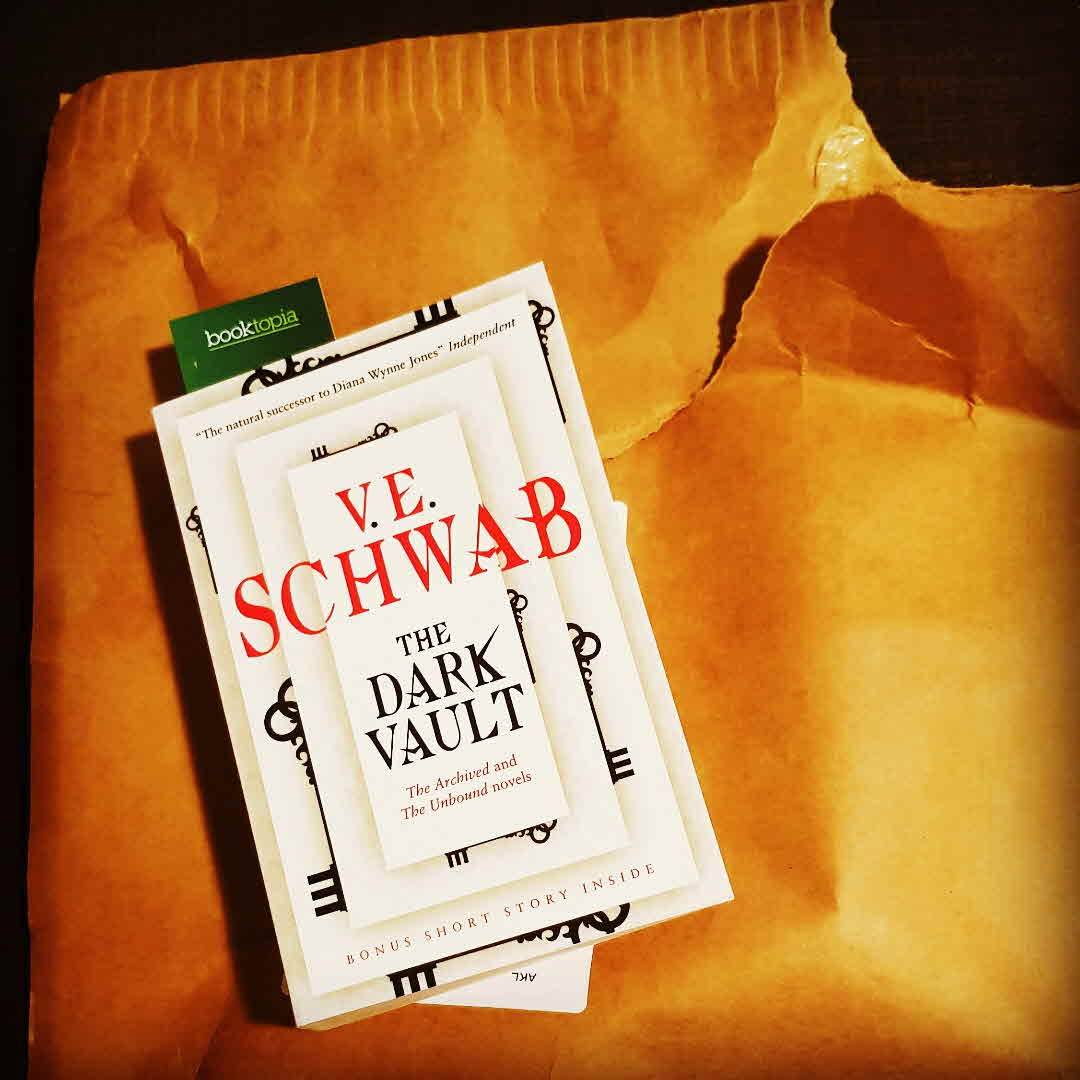 booktopia
"The natural successor to Diana Wynne Jones" Independent
V.E.
SCHWAB
THE
DARK
VAULT
The Archived and
The Unbound novels
BONUS SHORT STORY INSIDE
AKL